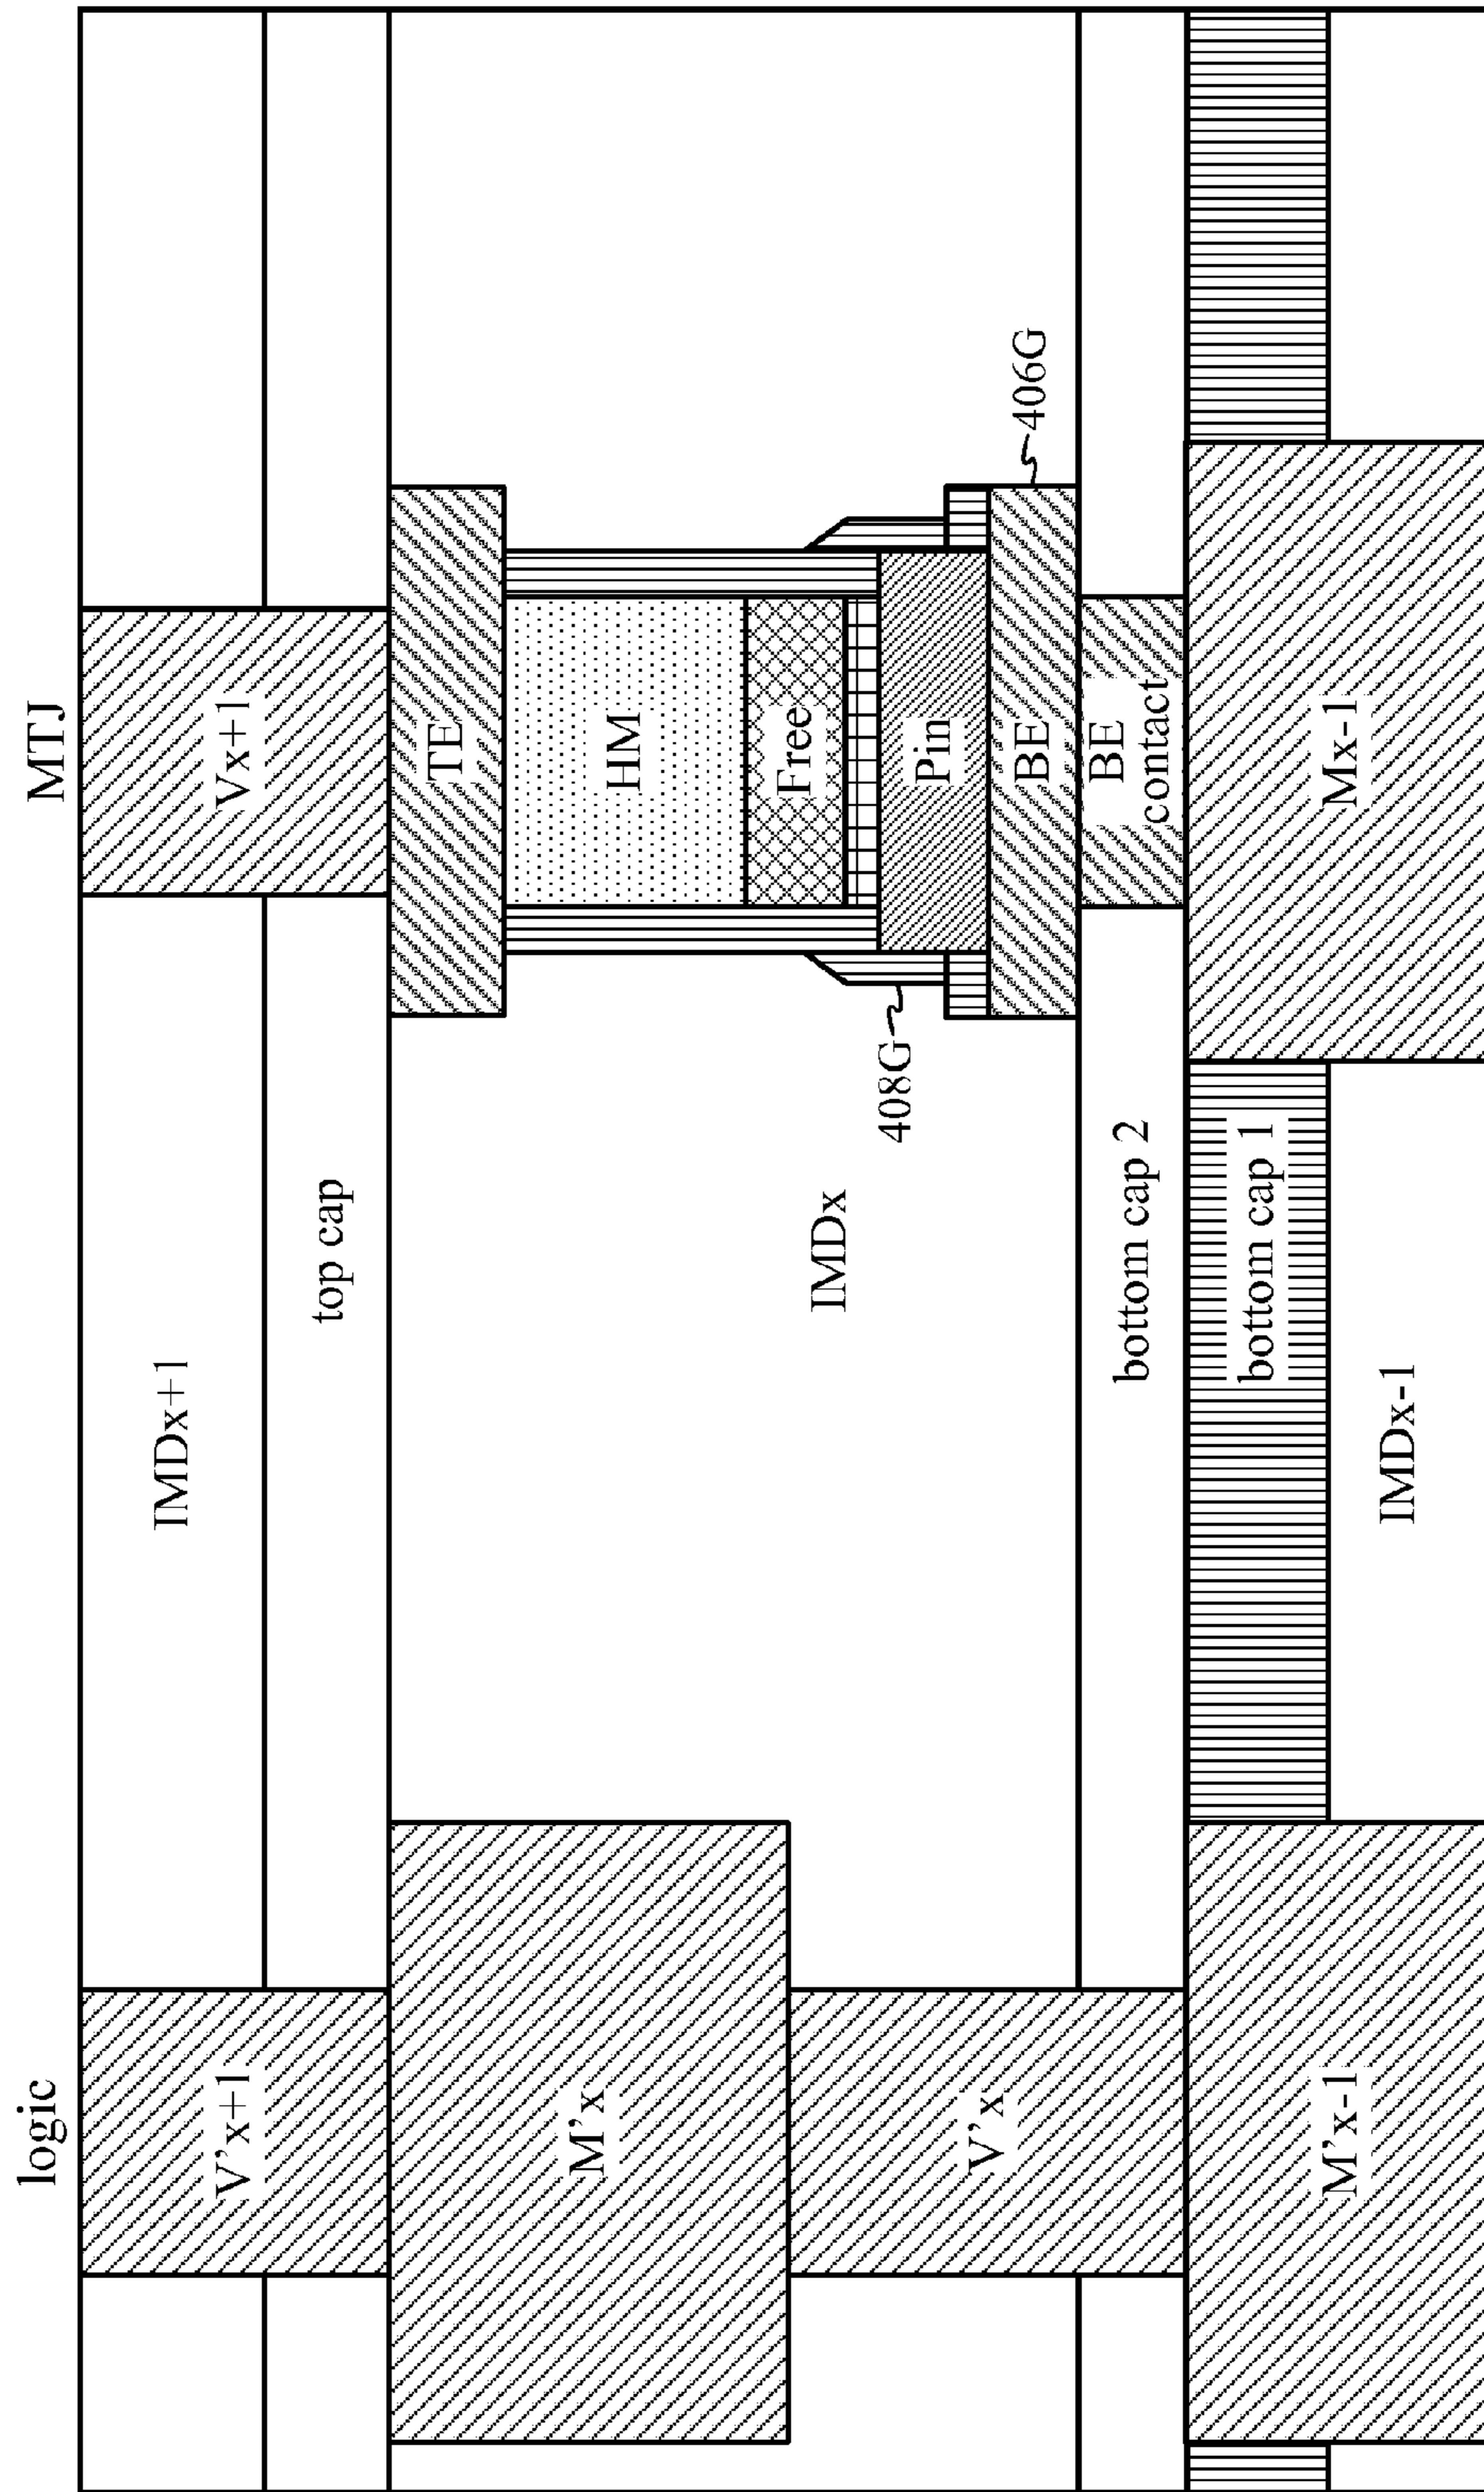 logic
MTJ
V'x+1
IMDx+1
Vx+1
top cap
TE
M'x
HM
Free
IMDx
408G
Pin
V'x
BE
406G
bottom cap 2
BE
contact
bottom cap 1
M'x-1
IMDx-1
Mx-1